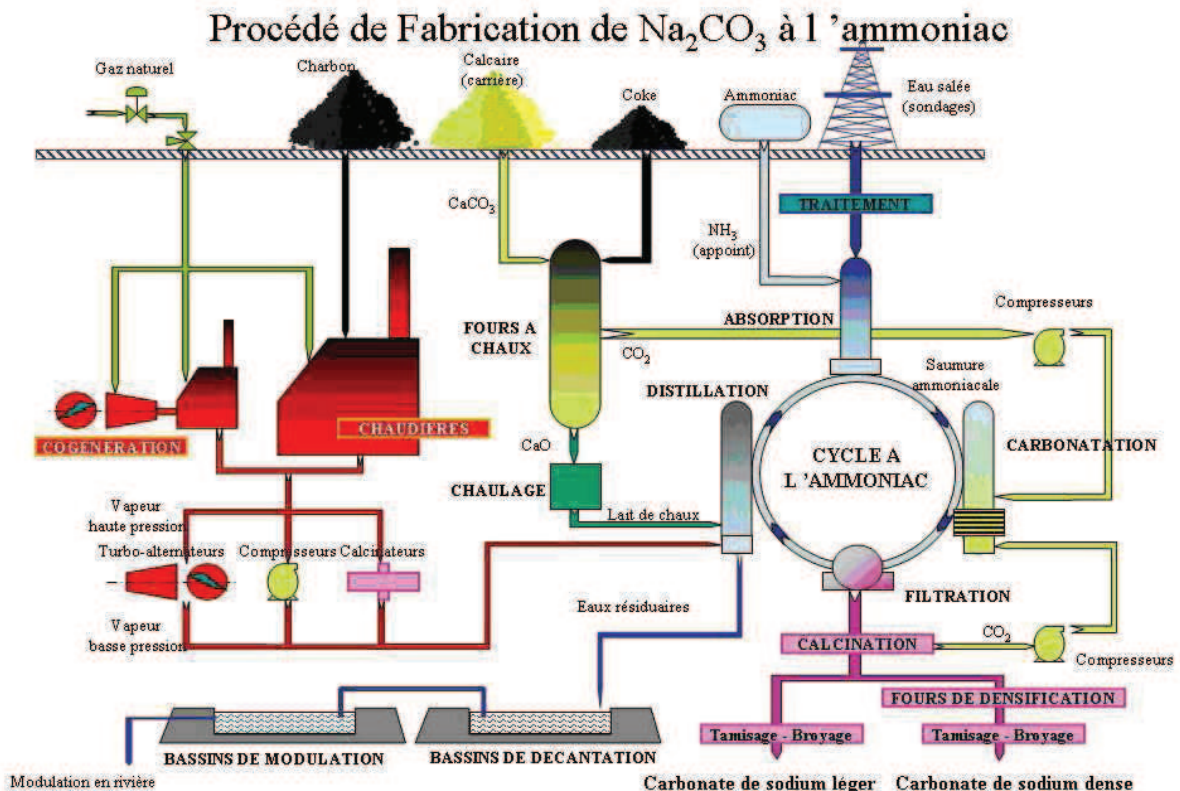 Procédé de Fabrication de Na₂CO₃ à l ’ammoniac
Gaz naturel
Charbon
Calcaire
(carrière)
Coke
Ammoniac
Eau salée
(sondages)
CaCO₃
TRAITEMENT
NH₃
(appoint)
Compresseurs
ABSORPTION
FOURS A
CHAUX
CO₂
Saumure
ammoniacale
DISTILLATION
CHAUDIERES
COGENERATION
CaO
CARBONATATION
CYCLE A
L ’AMMONIAC
CHAULAGE
Lait de chaux
Vapeur
haute pression
Turbo-alternateurs
Compresseurs
Calcinateurs
FILTRATION
Eaux résiduaires
Vapeur
basse pression
CALCINATION
CO₂
Compresseurs
FOURS DE DENSIFICATION
Tamisage - Broyage
Tamisage - Broyage
BASSINS DE MODULATION
BASSINS DE DECANTATION
Modulation en rivière
Carbonate de sodium léger
Carbonate de sodium dense